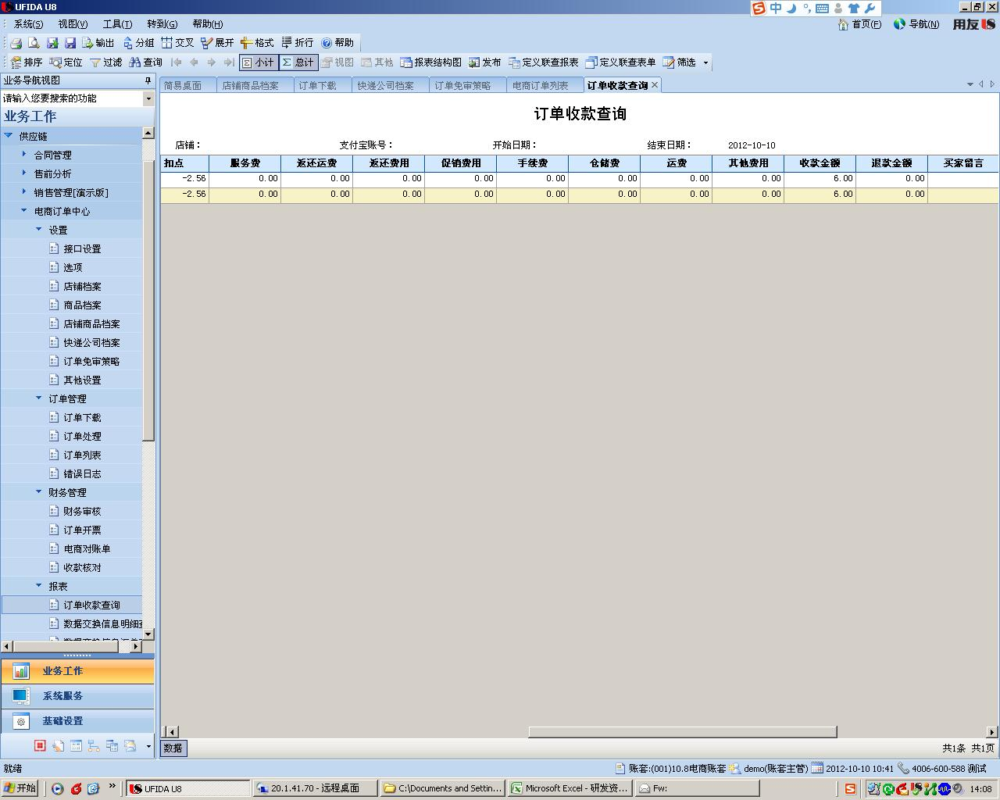 UFIDA U8
中
系统(S) 视图(V) 工具(T) 转到(G) 帮助(H)
首页(F) 导航(N) 用友
输出 分组 交叉 展开 格式 折行 帮助
排序 定位 过滤 查询 小计 总计 视图 其他 报表结构图 发布 定义联查报表 定义联查表单 筛选
业务导航视图
请输入您要搜索的功能
业务工作
供应链
合同管理
售前分析
销售管理[演示版]
电商订单中心
设置
接口设置
选项
店铺档案
商品档案
店铺商品档案
快递公司档案
订单免审策略
其他设置
订单管理
订单下载
订单处理
订单列表
错误日志
财务管理
财务审核
订单开票
电商对账单
收款核对
报表
订单收款查询
数据交换信息明细
业务工作
系统服务
基础设置
简易桌面 店铺商品档案 订单下载 快递公司档案 订单免审策略 电商订单列表 订单收款查询
订单收款查询
店铺： 支付宝账号： 开始日期： 结束日期： 2012-10-10
扣点 服务费 返还运费 返还费用 促销费用 手续费 仓储费 运费 其他费用 收款金额 退款金额 买家留言
-2.56 0.00 0.00 0.00 0.00 0.00 0.00 0.00 0.00 6.00 0.00
-2.56 0.00 0.00 0.00 0.00 0.00 0.00 0.00 0.00 6.00 0.00
数据
共1条 共1页
就绪
账套:(001)10.8电商账套 demo(账套主管) 2012-10-10 10:41 4006-600-588 测试
开始 UFIDA U8 20.1.41.70 - 远程桌面 C:\Documents and Settin... Microsoft Excel - 研发资... Fw: 14:08